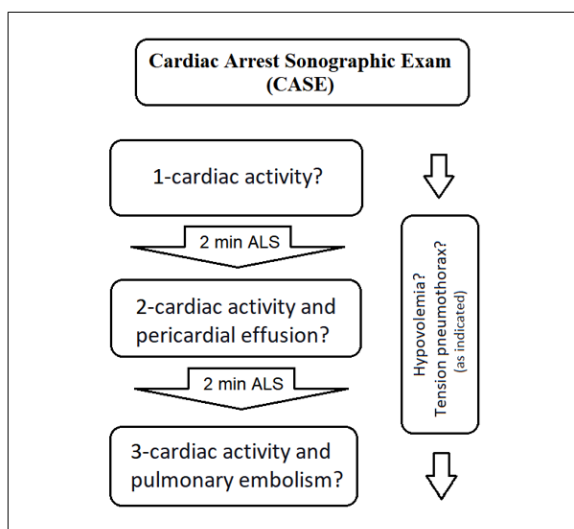 Cardiac Arrest Sonographic Exam
(CASE)
1-cardiac activity?
2 min ALS
2-cardiac activity and
pericardial effusion?
2 min ALS
3-cardiac activity and
pulmonary embolism?
Hypovolemia?
Tension pneumothorax?
(as indicated)